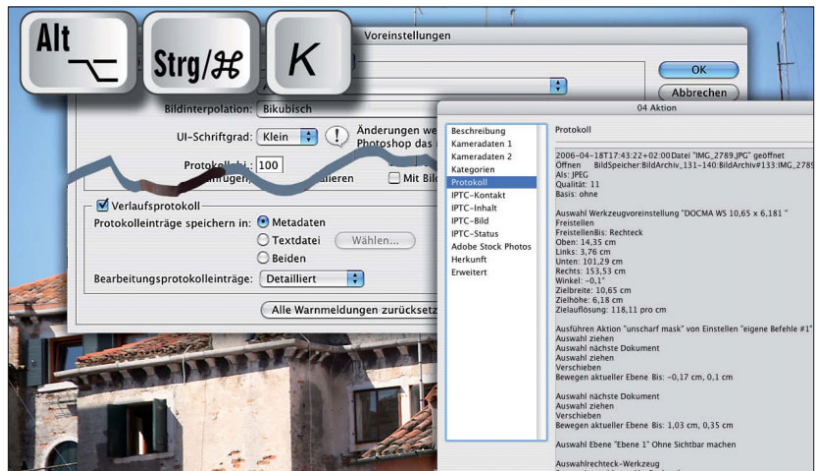 Alt
Strg/⌘
K
Voreinstellungen
OK
Abbrechen
Bildinterpolation: Bikubisch
UI-Schriftgrad: Klein
Änderungen
Photoshop das
100
Mit
Verlaufsprotokoll
Protokolleinträge speichern in: Metadaten
Textdatei Wählen...
Beiden
Bearbeitungsprotokolleinträge: Detailliert
Alle Warnmeldungen
04 Aktion
Beschreibung
Kameradaten 1
Kameradaten 2
Kategorien
Protokoll
IPTC-Kontakt
IPTC-Inhalt
IPTC-Bild
IPTC-Status
Adobe Stock Photos
Herkunft
Erweitert
Protokoll
2006-04-18T17:43:22+02:00 Datei "IMG_2789.JPG" geöffnet
Öffnen BildSpeicher:BildArchiv_131-140:BildArchiv#133:IMG_2789
Als: JPEG
Qualität: 11
Basis: ohne
Auswahl Werkzeugvoreinstellung "DOCMA WS 10,65 x 6,181 "
Freistellen
FreistellenBis: Rechteck
Oben: 14,35 cm
Links: 3,76 cm
Unten: 101,29 cm
Rechts: 153,53 cm
Winkel: -0,1°
Zielbreite: 10,65 cm
Zielhöhe: 6,18 cm
Zielauflösung: 118,11 pro cm
Ausführen Aktion "unscharf mask" von Einstellen "eigene Befehle #1"
Auswahl ziehen
Auswahl nächste Dokument
Auswahl ziehen
Verschieben
Bewegen aktueller Ebene Bis: -0,17 cm, 0,1 cm
Auswahl nächste Dokument
Auswahl ziehen
Verschieben
Bewegen aktueller Ebene Bis: 1,03 cm, 0,35 cm
Auswahl Ebene "Ebene 1" Ohne Sichtbar machen
Auswahlrechteck-Werkzeug